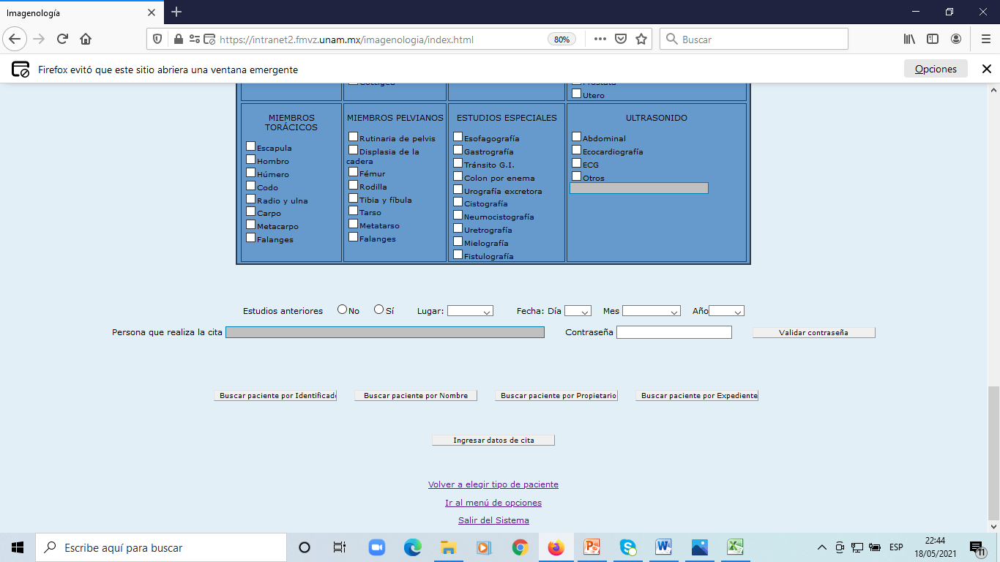 Imagenología
https://intranet2.fmvz.unam.mx/imagenologia/index.html
80%
Buscar
Firefox evitó que este sitio abriera una ventana emergente
Opciones
Utero
MIEMBROS TORÁCICOS
Escapula
Hombro
Húmero
Codo
Radio y ulna
Carpo
Metacarpo
Falanges
MIEMBROS PELVIANOS
Rutinaria de pelvis
Displasia de la
cadera
Fémur
Rodilla
Tibia y fíbula
Tarso
Metatarso
Falanges
ESTUDIOS ESPECIALES
Esofagografía
Gastrografía
Tránsito G.I.
Colon por enema
Urografía excretora
Cistografía
Neumocistografía
Uretrografía
Mielografía
Fistulografía
ULTRASONIDO
Abdominal
Ecocardiografía
ECG
Otros
Estudios anteriores No Sí Lugar: Fecha: Día Mes Año
Persona que realiza la cita Contraseña Validar contraseña
Buscar paciente por Identificado Buscar paciente por Nombre Buscar paciente por Propietario Buscar paciente por Expediente
Ingresar datos de cita
Volver a elegir tipo de paciente
Ir al menú de opciones
Salir del Sistema
Escribe aquí para buscar
ESP
22:44
18/05/2021
11